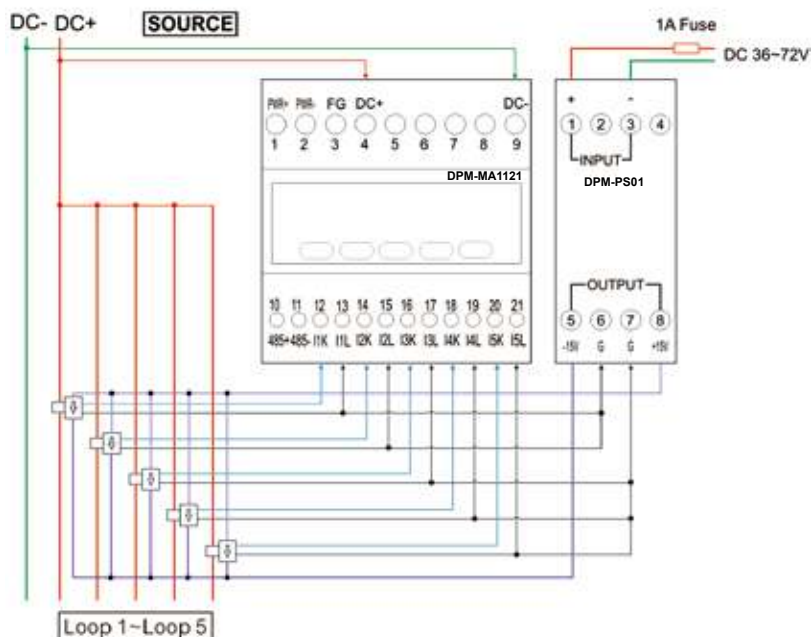 DC- DC+ SOURCE
1A Fuse
DC 36~72V
PWR+ PWR- FG DC+ DC-
1 2 3 4 5 6 7 8 9
DPM-MA1121
10 11 12 13 14 15 16 17 18 19 20 21
485+ 485- I1K I1L I2K I2L I3K I3L I4K I4L I5K I5L
+ -
1 2 3 4
INPUT
DPM-PS01
OUTPUT
5 6 7 8
-15V G G +15V
Loop 1~Loop 5